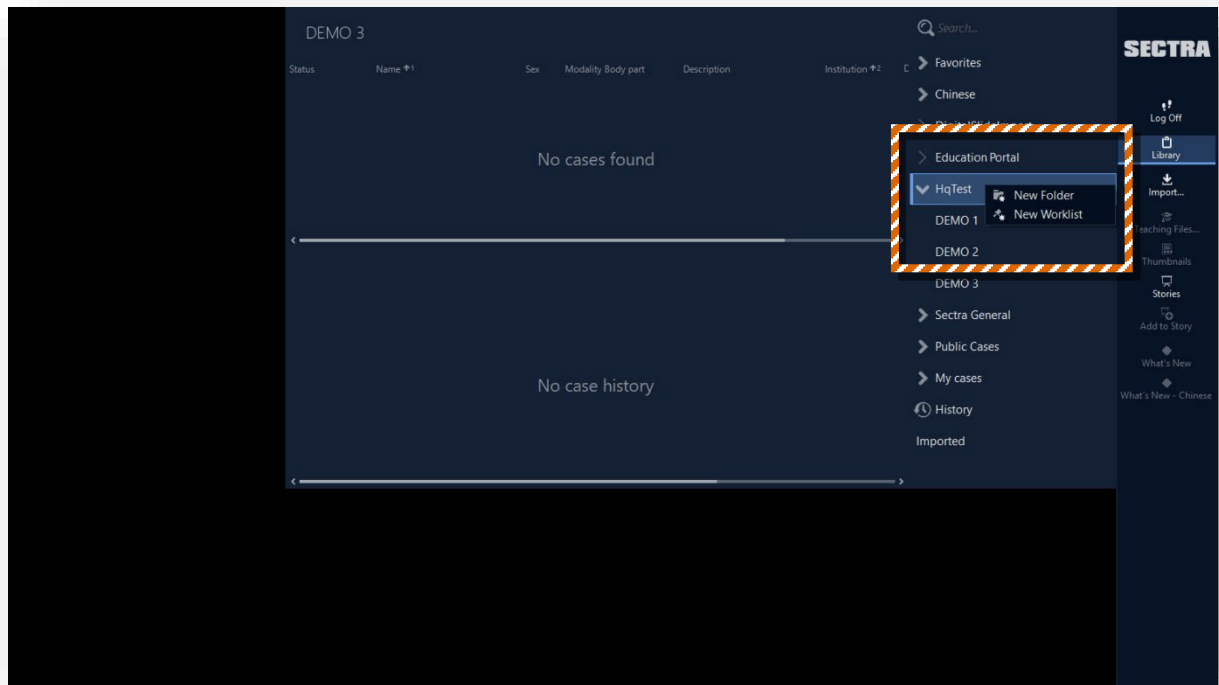 DEMO 3
Status Name 1 Sex Modality Body part Description Institution 2 D
No cases found
No case history
Search...
Favorites
Chinese
Education Portal
HqTest
New Folder
New Worklist
DEMO 1
DEMO 2
DEMO 3
Sectra General
Public Cases
My cases
History
Imported
SECTRA
Log Off
Library
Import...
Teaching Files...
Thumbnails
Stories
Add to Story
What's New
What's New - Chinese